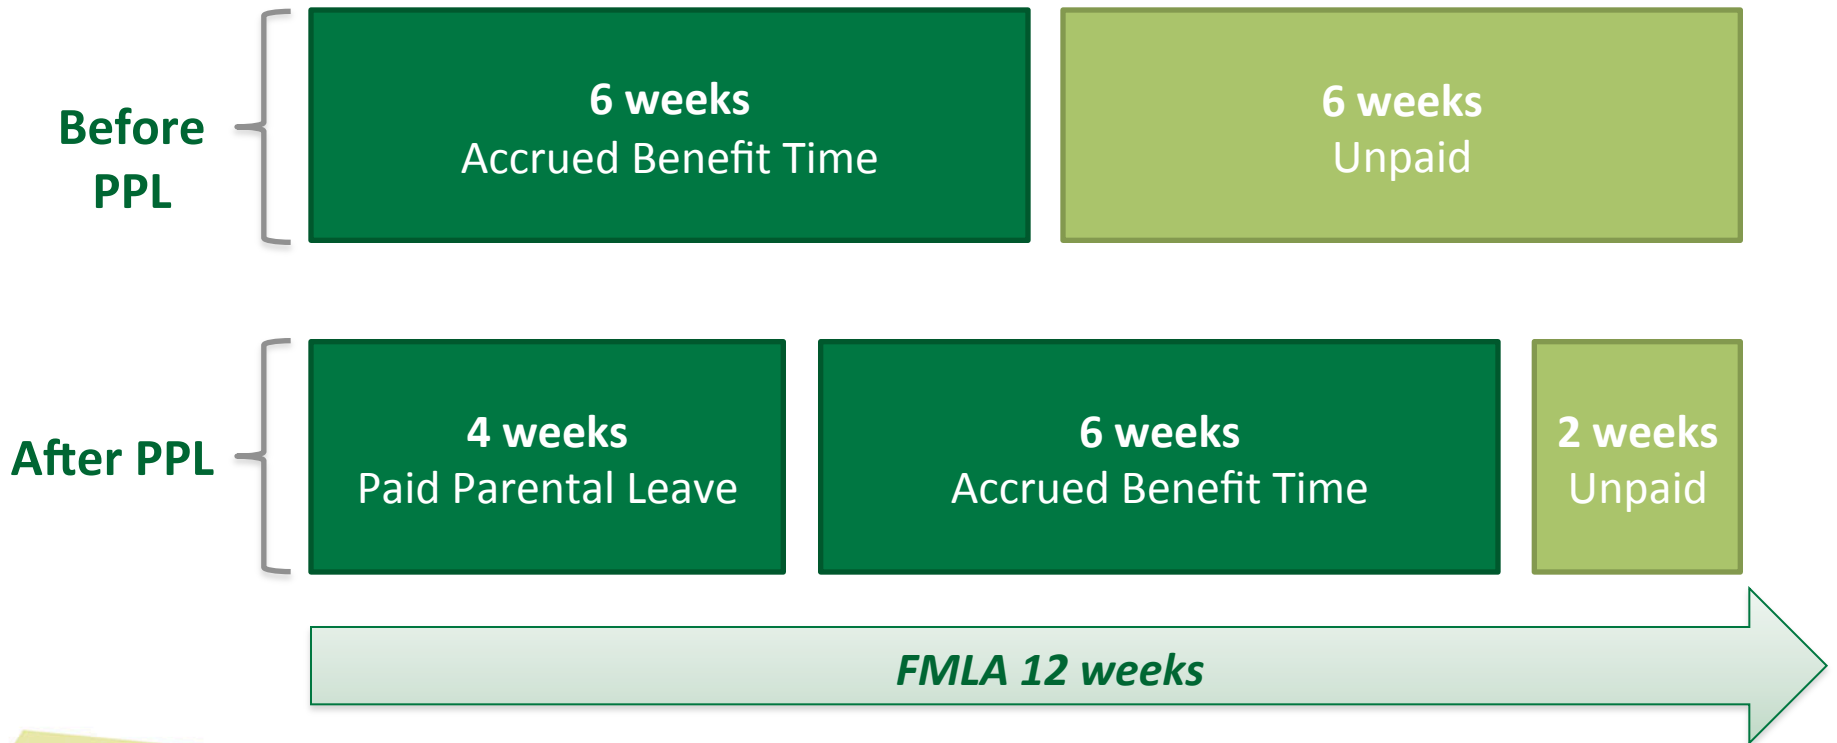 Before
PPL
6 weeks
Accrued Benefit Time
6 weeks
Unpaid
After PPL
4 weeks
Paid Parental Leave
6 weeks
Accrued Benefit Time
2 weeks
Unpaid
FMLA 12 weeks